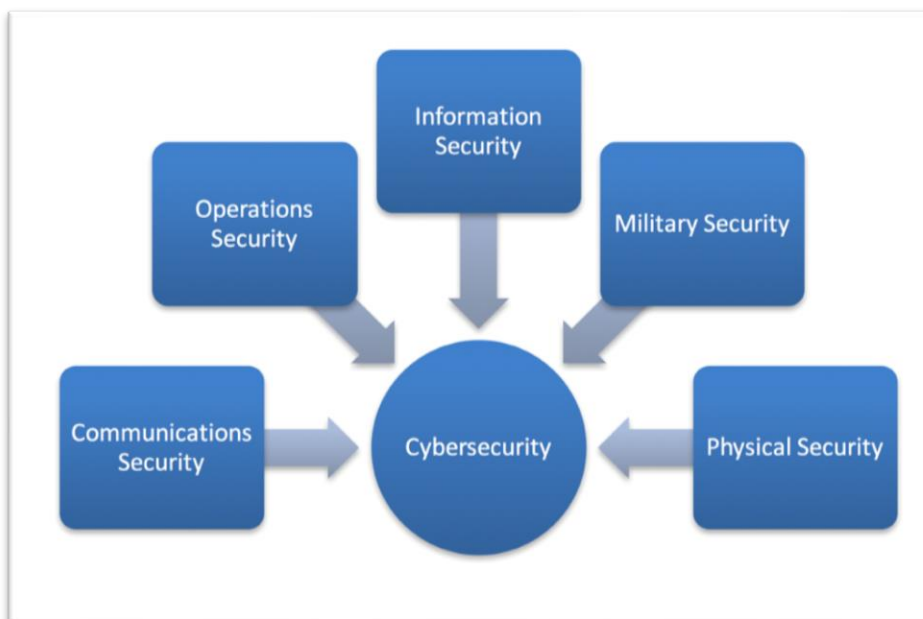 Information
Security
Operations
Security
Military Security
Communications
Security
Cybersecurity
Physical Security